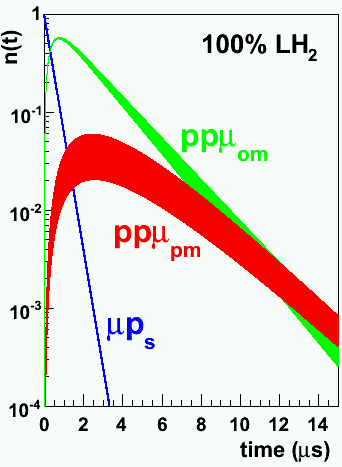 1
n(t)
100% LH₂
10⁻¹
ppμom
10⁻²
ppμpm
10⁻³
μps
10⁻⁴
0 2 4 6 8 10 12 14
time (μs)